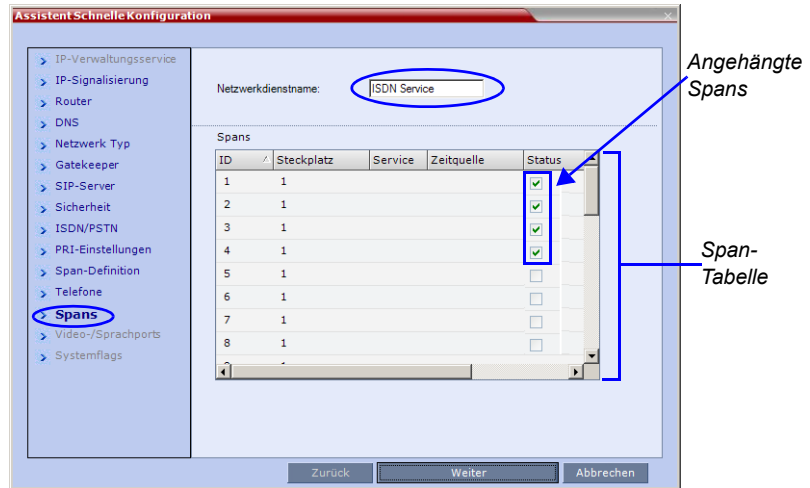 Assistent Schnelle Konfiguration
IP-Verwaltungsservice
IP-Signalisierung
Router
DNS
Netzwerk Typ
Gatekeeper
SIP-Server
Sicherheit
ISDN/PSTN
PRI-Einstellungen
Span-Definition
Telefone
Spans
Video-/Sprachports
Systemflags
Netzwerkdienstname: ISDN Service
Spans
ID Steckplatz Service Zeitquelle Status
1 1
2 1
3 1
4 1
5 1
6 1
7 1
8 1
Zurück Weiter Abbrechen
Angehängte
Spans
Span-
Tabelle